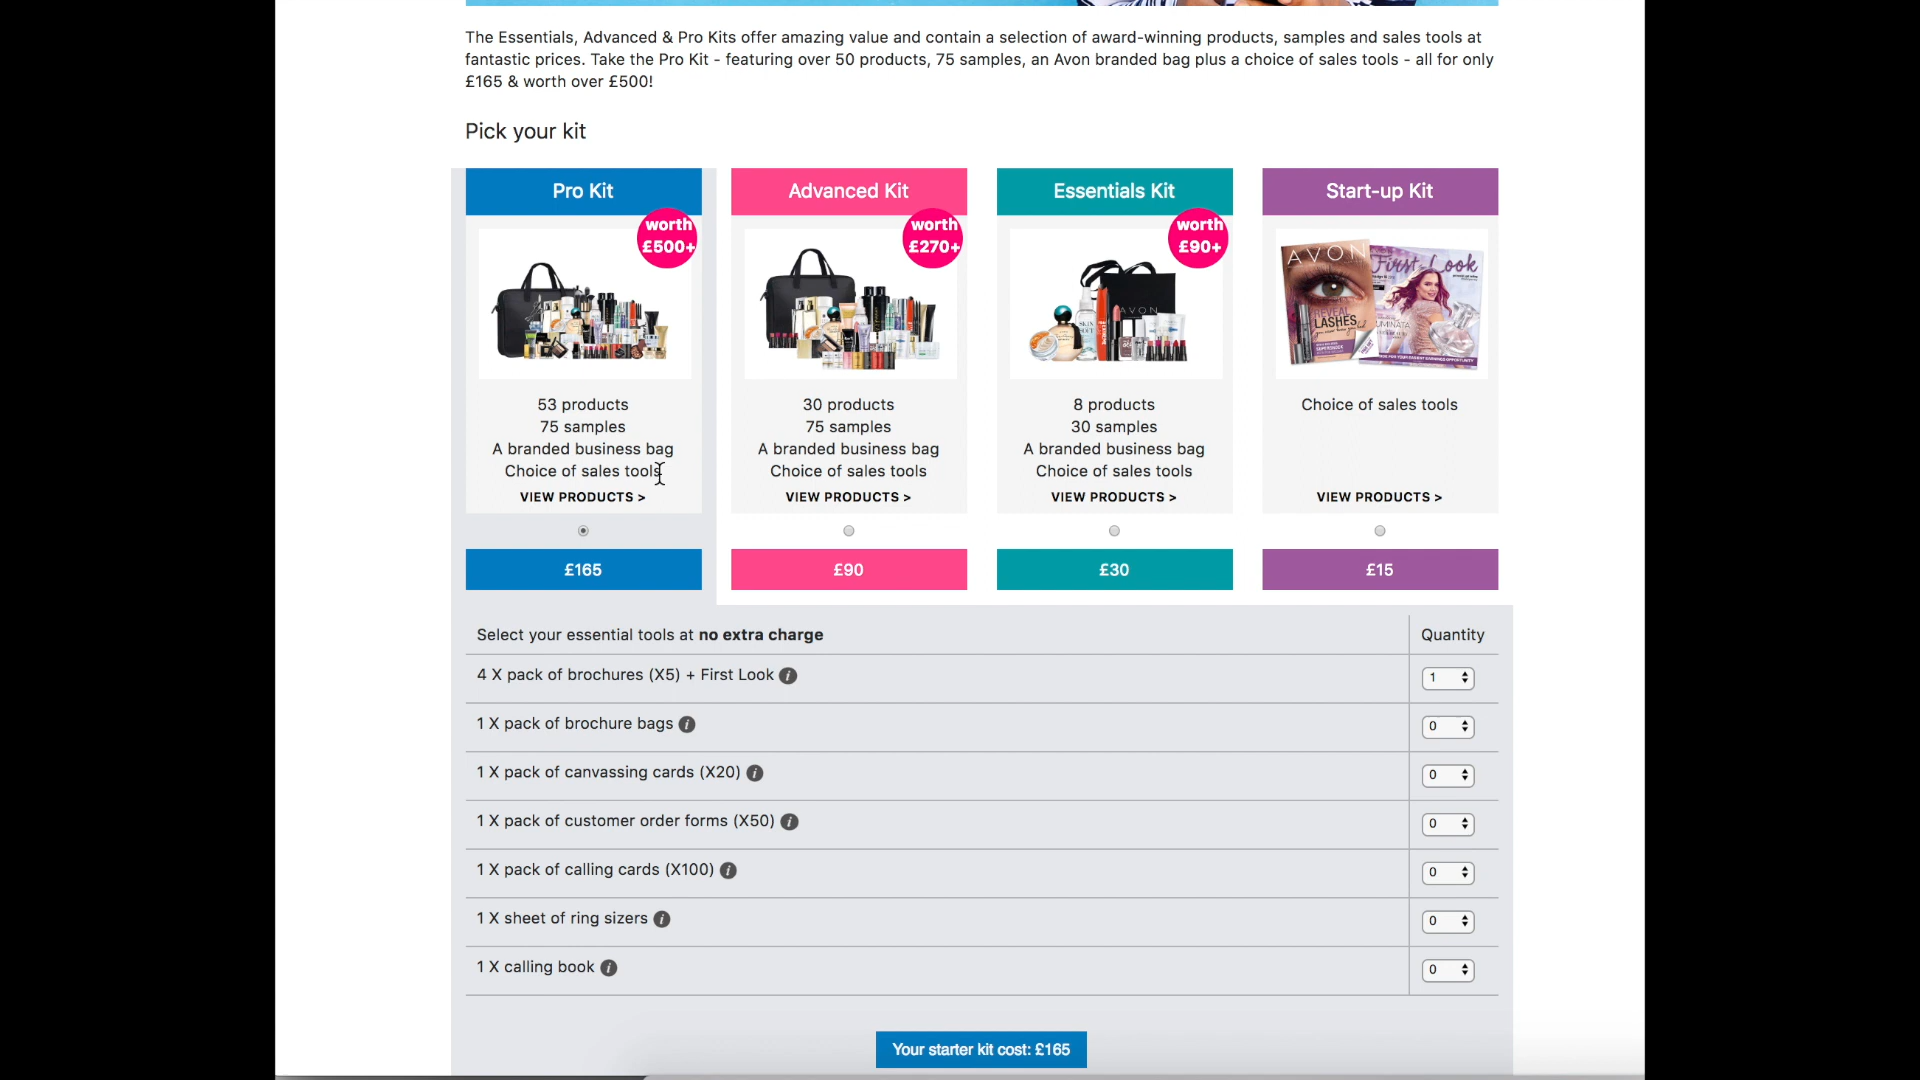 The Essentials, Advanced & Pro Kits offer amazing value and contain a selection of award-winning products, samples and sales tools at
fantastic prices. Take the Pro Kit - featuring over 50 products, 75 samples, an Avon branded bag plus a choice of sales tools - all for only
£165 & worth over £500!
Pick your kit
Pro Kit
worth
£500+
53 products
75 samples
A branded business bag
Choice of sales tools
VIEW PRODUCTS >
£165
Advanced Kit
worth
£270+
30 products
75 samples
A branded business bag
Choice of sales tools
VIEW PRODUCTS >
£90
Essentials Kit
worth
£90+
AVON
8 products
30 samples
A branded business bag
Choice of sales tools
VIEW PRODUCTS >
£30
Start-up Kit
AVON
First Look
REVEAL
LASHES
Choice of sales tools
VIEW PRODUCTS >
£15
Select your essential tools at no extra charge
Quantity
4 X pack of brochures (X5) + First Look i
1
1 X pack of brochure bags i
0
1 X pack of canvassing cards (X20) i
0
1 X pack of customer order forms (X50) i
0
1 X pack of calling cards (X100) i
0
1 X sheet of ring sizers i
0
1 X calling book i
0
Your starter kit cost: £165